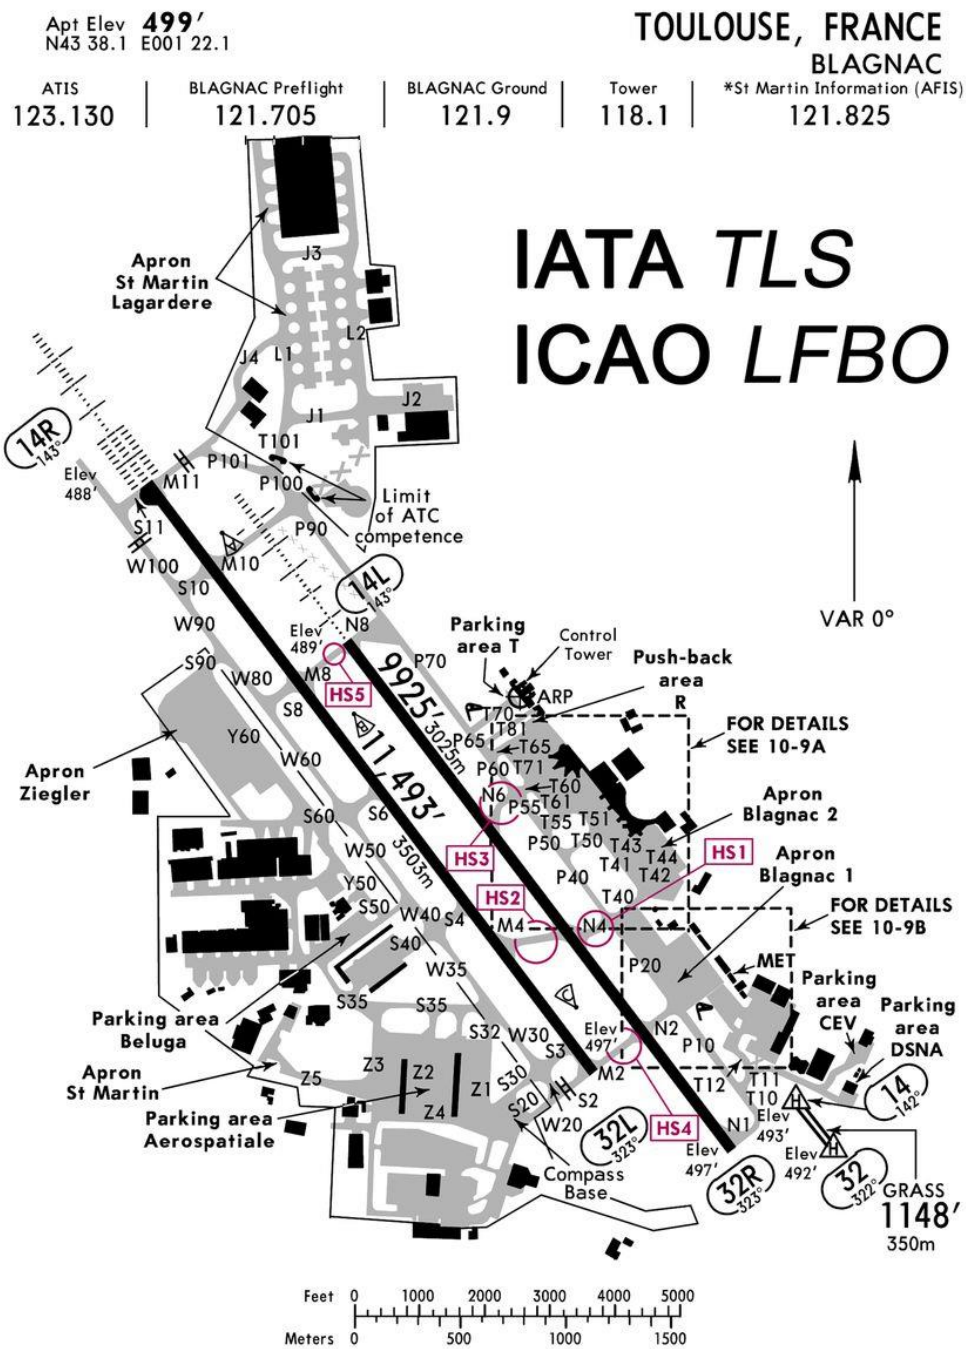 Apt Elev 499'
N43 38.1 E001 22.1
TOULOUSE, FRANCE
BLAGNAC
ATIS
123.130
BLAGNAC Preflight
121.705
BLAGNAC Ground
121.9
Tower
118.1
*St Martin Information (AFIS)
121.825
IATA TLS
ICAO LFBO
J3
Apron
St Martin
Lagardere
L2
L1
J4
J2
J1
14R
143°
T101
P101
Elev
488'
M11
P100
Limit
of ATC
competence
S11
P90
W100
M10
S10
14L
143°
VAR 0°
W90
Elev
489'
N8
Parking
area T
Control
Tower
S90
P70
Push-back
area
R
W80
M8
HS5
ARP
S8
9925'
3025m
T70
T81
FOR DETAILS
SEE 10-9A
Y60
P65
T65
11,493'
3503m
W60
P60
T71
Apron
Ziegler
T60
N6
P55
T61
Apron
Blagnac 2
S60
S6
T55
T51
P50
T50
T43
W50
HS3
T44
HS1
T41
T42
Apron
Blagnac 1
Y50
P40
S50
HS2
T40
W40
S4
M4
N4
FOR DETAILS
SEE 10-9B
S40
W35
P20
MET
Parking
area
CEV
S35
S35
Parking area
Beluga
Parking
area
DSNA
S32
W30
Elev
497'
N2
P10
S3
Apron
St Martin
Z3
Z2
Z5
S30
M2
T12
T11
T10
14
142°
Z1
Parking area
Aerospatiale
Z4
S20
S2
Elev
493'
W20
32L
323°
HS4
N1
Elev
497'
Elev
492'
H
H
Compass
Base
32R
323°
32
322°
GRASS
1148'
350m
Feet 0 1000 2000 3000 4000 5000
Meters 0 500 1000 1500